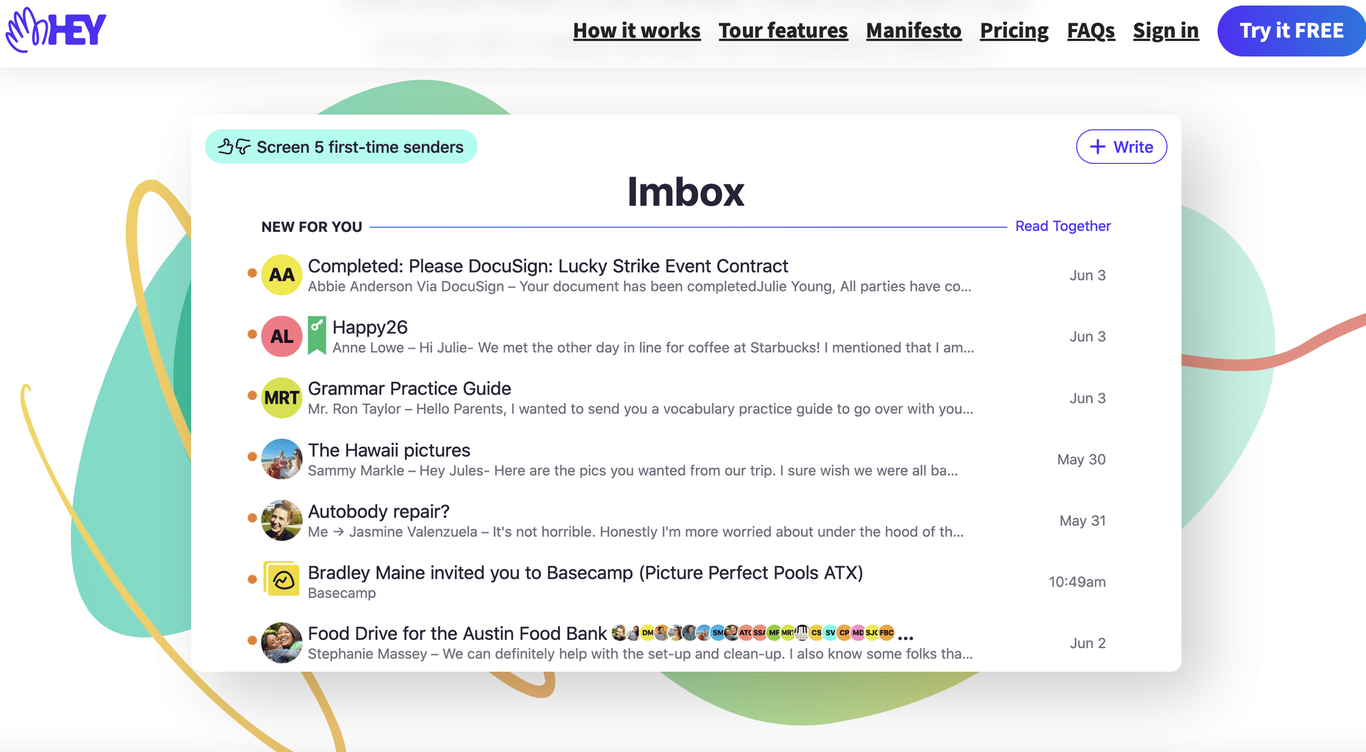 HEY
How it works Tour features Manifesto Pricing FAQs Sign in Try it FREE
Screen 5 first-time senders
+ Write
Imbox
NEW FOR YOU
Read Together
AA
Completed: Please DocuSign: Lucky Strike Event Contract
Abbie Anderson Via DocuSign – Your document has been completedJulie Young, All parties have co...
Jun 3
AL
Happy26
Anne Lowe – Hi Julie- We met the other day in line for coffee at Starbucks! I mentioned that I am...
Jun 3
MRT
Grammar Practice Guide
Mr. Ron Taylor – Hello Parents, I wanted to send you a vocabulary practice guide to go over with you...
Jun 3
The Hawaii pictures
Sammy Markle – Hey Jules- Here are the pics you wanted from our trip. I sure wish we were all ba...
May 30
Autobody repair?
Me → Jasmine Valenzuela – It's not horrible. Honestly I'm more worried about under the hood of th...
May 31
Bradley Maine invited you to Basecamp (Picture Perfect Pools ATX)
Basecamp
10:49am
Food Drive for the Austin Food Bank DM SM MF CS SV CP MD FBC ...
Stephanie Massey – We can definitely help with the set-up and clean-up. I also know some folks tha...
Jun 2